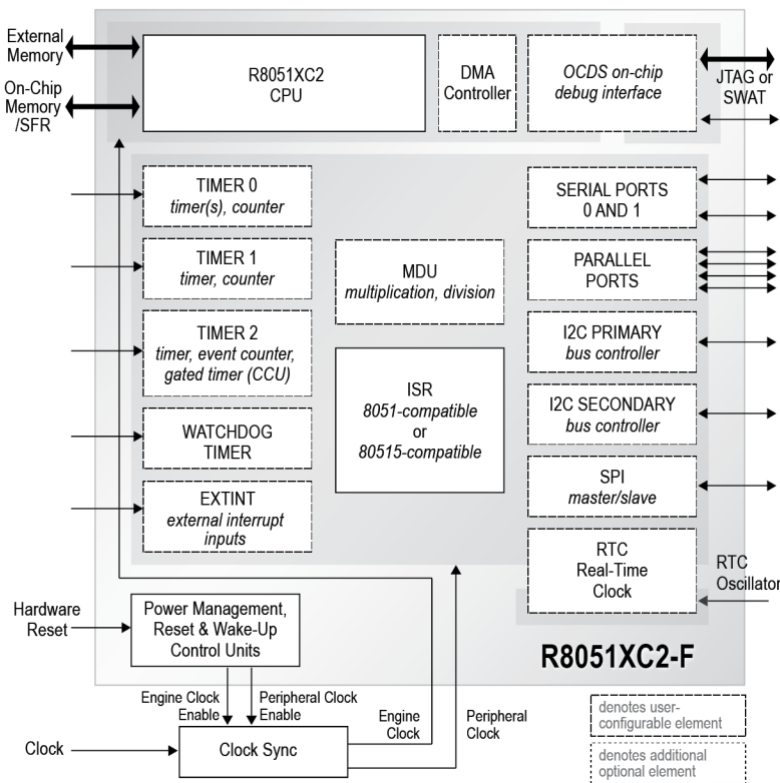 External
Memory
On-Chip
Memory
/SFR
R8051XC2
CPU
DMA
Controller
OCDS on-chip
debug interface
JTAG or
SWAT
TIMER 0
timer(s), counter
TIMER 1
timer, counter
TIMER 2
timer, event counter,
gated timer (CCU)
WATCHDOG
TIMER
EXTINT
external interrupt
inputs
MDU
multiplication, division
ISR
8051-compatible
or
80515-compatible
SERIAL PORTS
0 AND 1
PARALLEL
PORTS
I2C PRIMARY
bus controller
I2C SECONDARY
bus controller
SPI
master/slave
RTC
Real-Time
Clock
RTC
Oscillator
Hardware
Reset
Power Management,
Reset & Wake-Up
Control Units
R8051XC2-F
Engine Clock
Enable
Peripheral Clock
Enable
Engine
Clock
Peripheral
Clock
Clock
Clock Sync
denotes user-
configurable element
denotes additional
optional element